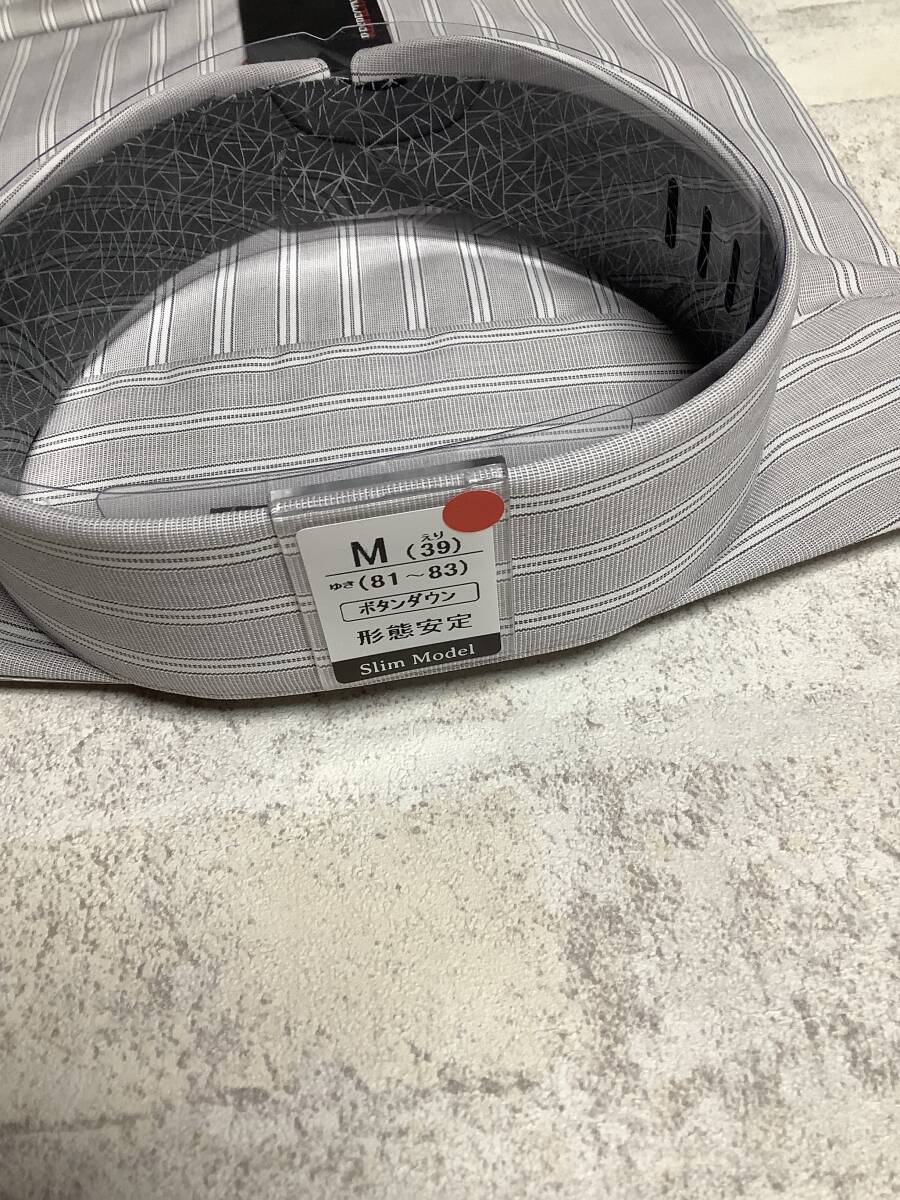 M
えり
(39)
ゆき (81～83)
ボタンダウン
形態安定
Slim Model